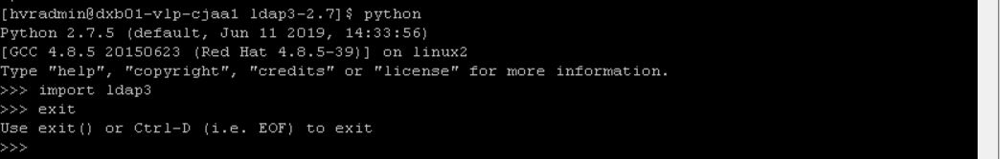 [hvradmin@dxb01-vlp-cjaa1 ldap3-2.7]$ python
Python 2.7.5 (default, Jun 11 2019, 14:33:56)
[GCC 4.8.5 20150623 (Red Hat 4.8.5-39)] on linux2
Type "help", "copyright", "credits" or "license" for more information.
>>> import ldap3
>>> exit
Use exit() or Ctrl-D (i.e. EOF) to exit
>>>